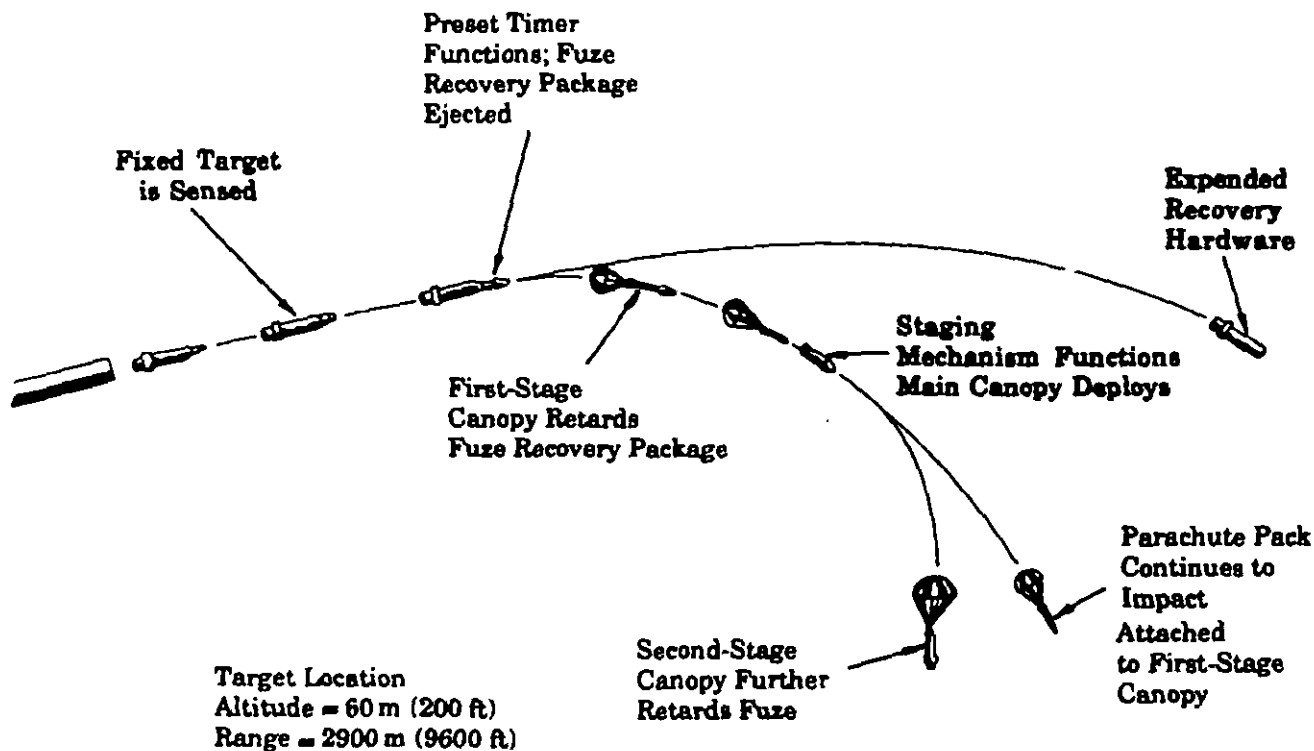 Preset Timer
Functions; Fuze
Recovery Package
Ejected
Fixed Target
is Sensed
Expended
Recovery
Hardware
Staging
Mechanism Functions
Main Canopy Deploys
First-Stage
Canopy Retards
Fuze Recovery Package
Parachute Pack
Continues to
Impact
Attached
to First-Stage
Canopy
Second-Stage
Canopy Further
Retards Fuze
Target Location
Altitude = 60 m (200 ft)
Range = 2900 m (9600 ft)